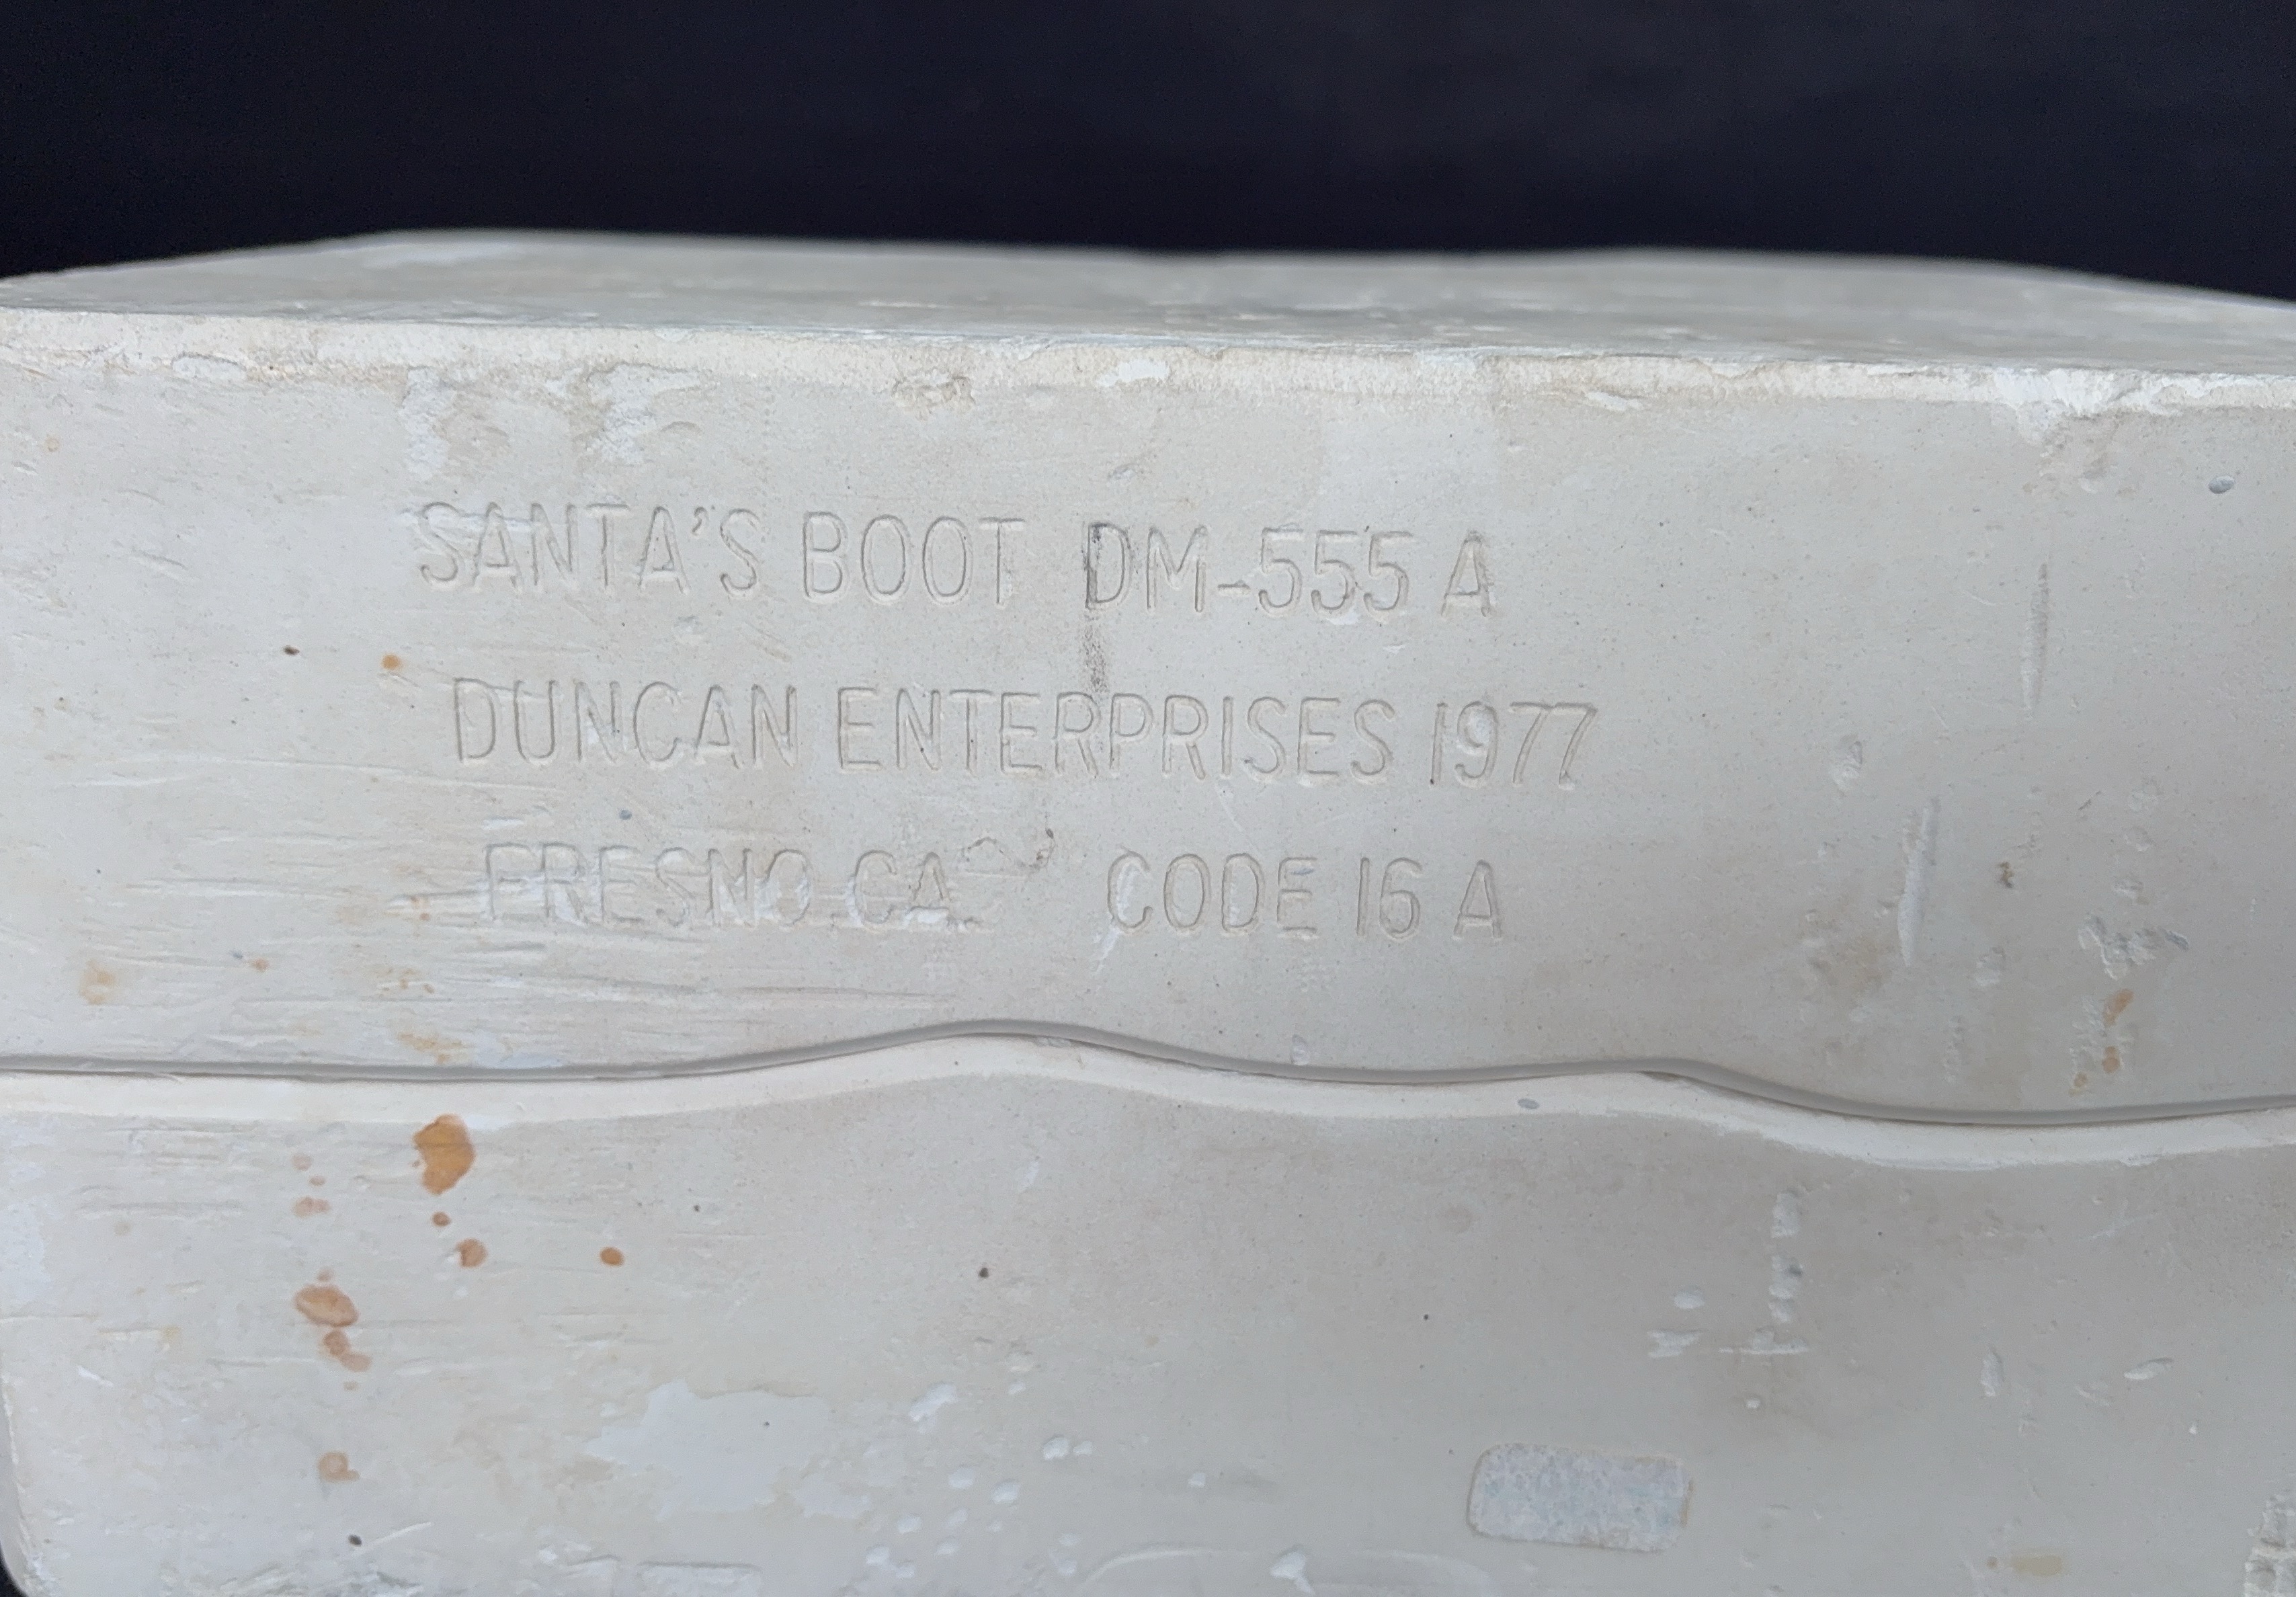 SANTA'S BOOT DM-555 A
DUNCAN ENTERPRISES 1977
FRESNO, CA. CODE 16 A